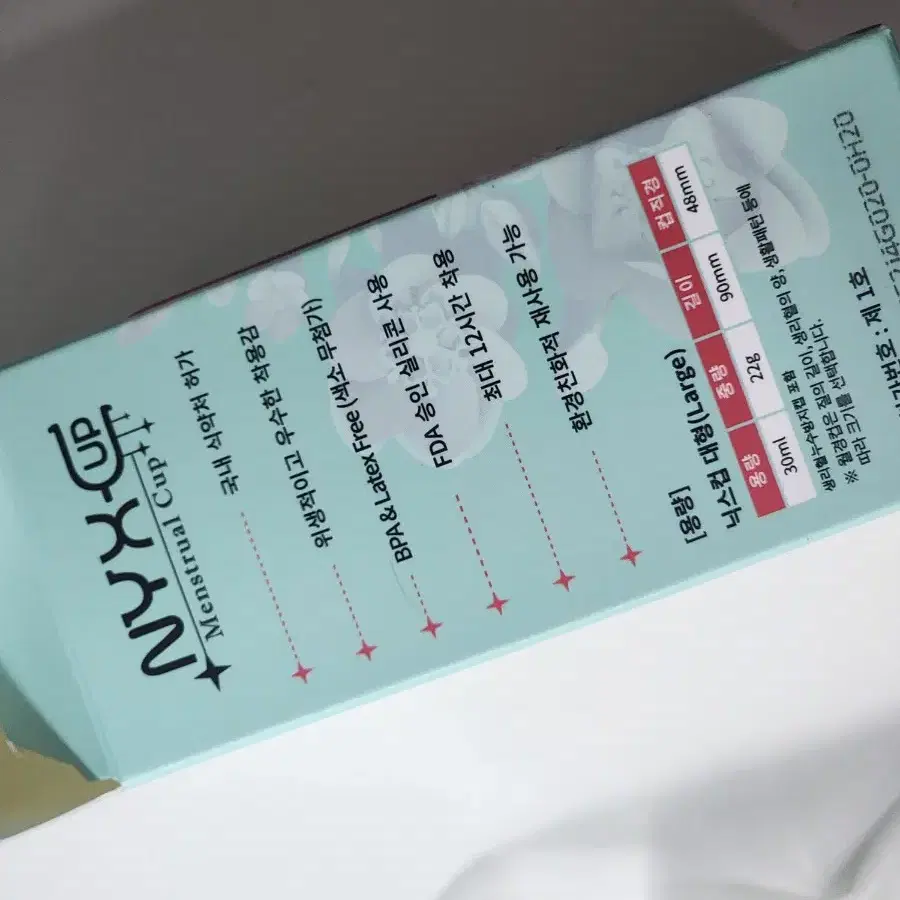 NYX-CUP
Menstrual Cup
국내 식약처 허가
위생적이고 우수한 착용감
BPA & Latex Free (색소 무첨가)
FDA 승인 실리콘 사용
최대 12시간 착용
환경친화적 재사용 가능
[용량]
닉스컵 대형(Large)
용량 중량 길이 컵 직경
30ml 22g 90mm 48mm
※ 월경컵은 질의 길이, 생리혈의 양, 생활패턴 등에
따라 크기를 선택합니다.
제 1호